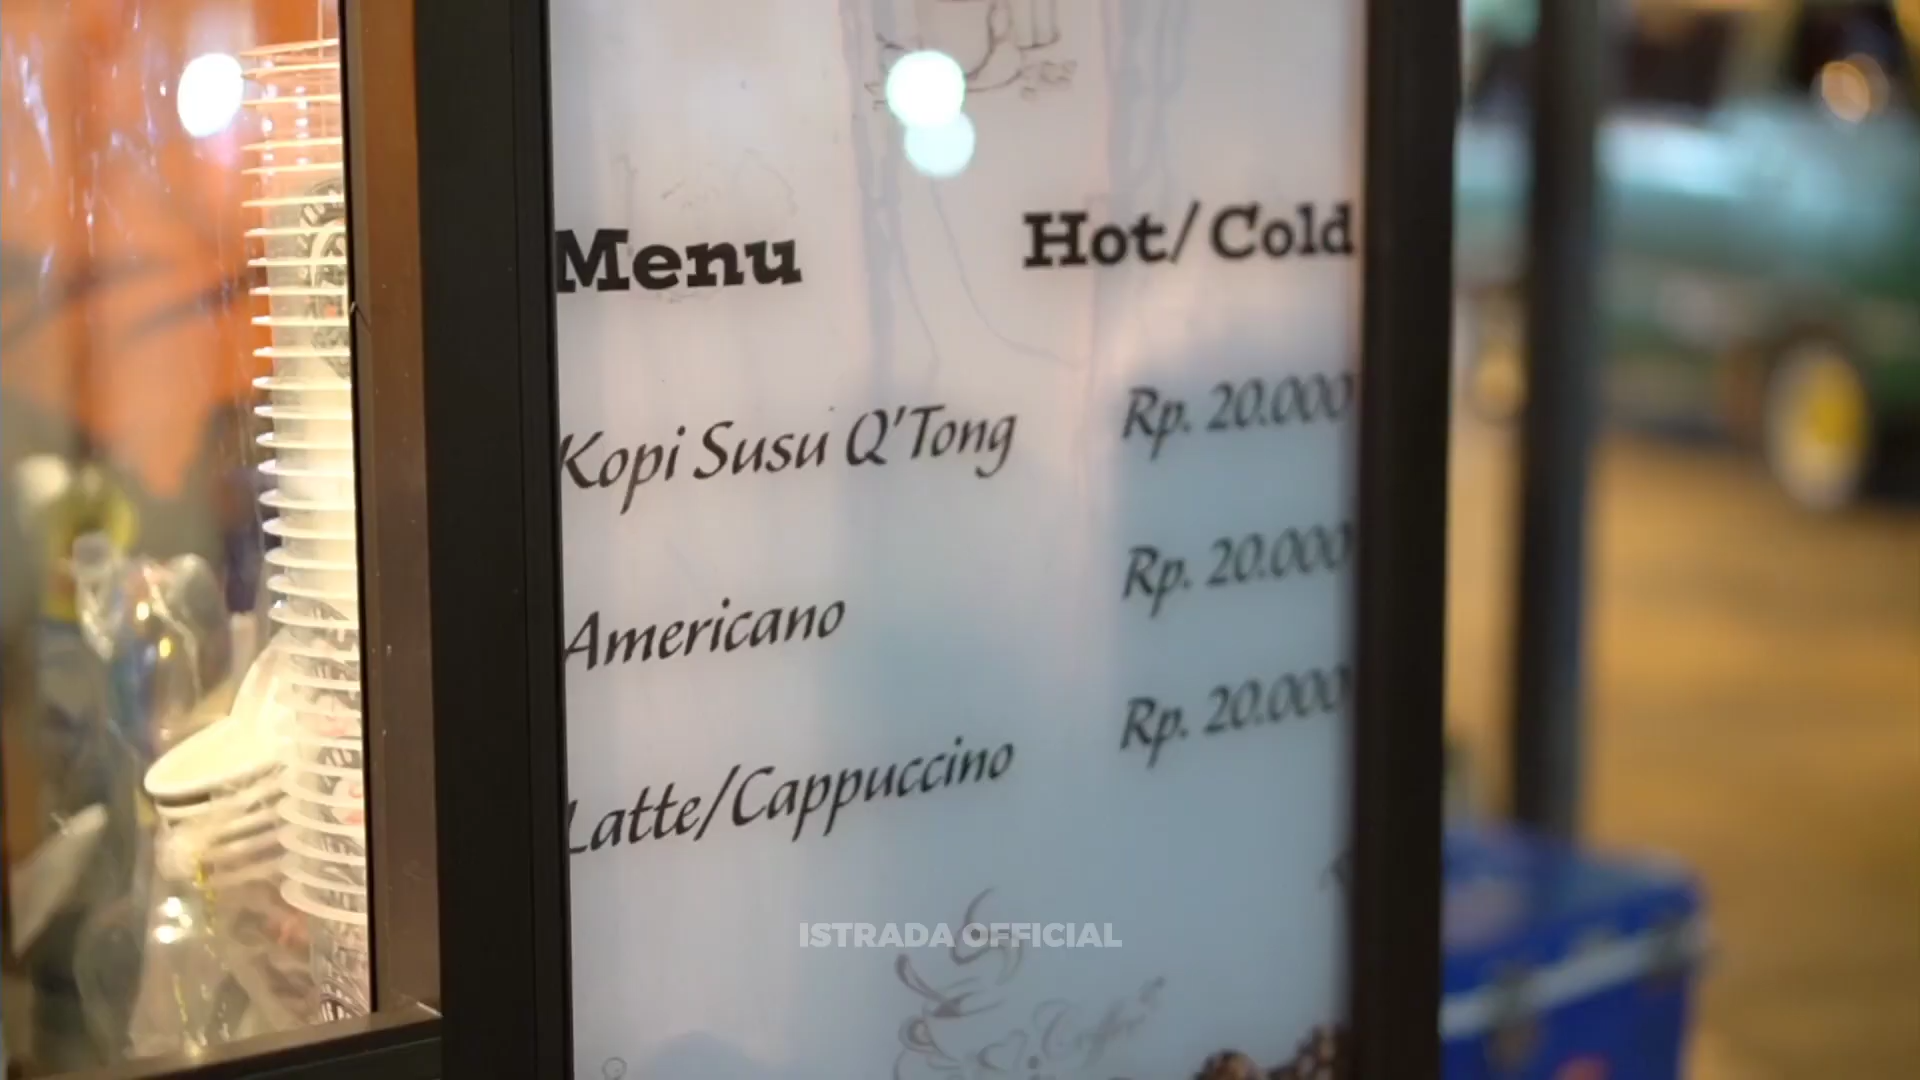 Menu Hot/Cold
Kopi Susu Q'Tong Rp. 20.000
Americano Rp. 20.000
Latte/Cappuccino Rp. 20.000
ISTRADA OFFICIAL
Coffee